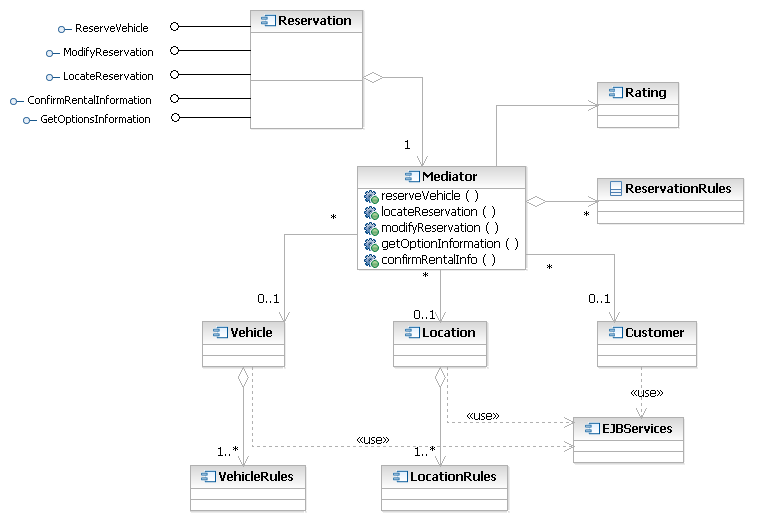 Reservation
ReserveVehicle
ModifyReservation
LocateReservation
ConfirmRentalInformation
GetOptionsInformation
Rating
1
Mediator
reserveVehicle ( )
locateReservation ( )
modifyReservation ( )
getOptionInformation ( )
confirmRentalInfo ( )
ReservationRules
*
*
*
*
0..1
0..1
0..1
Vehicle
Location
Customer
«use»
«use»
EJBServices
«use»
1..*
1..*
VehicleRules
LocationRules